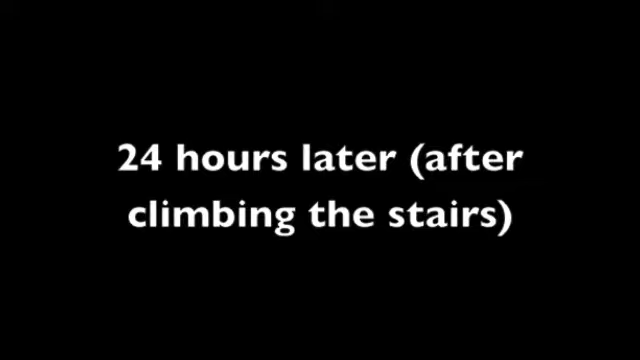 24 hours later (after
climbing the stairs)